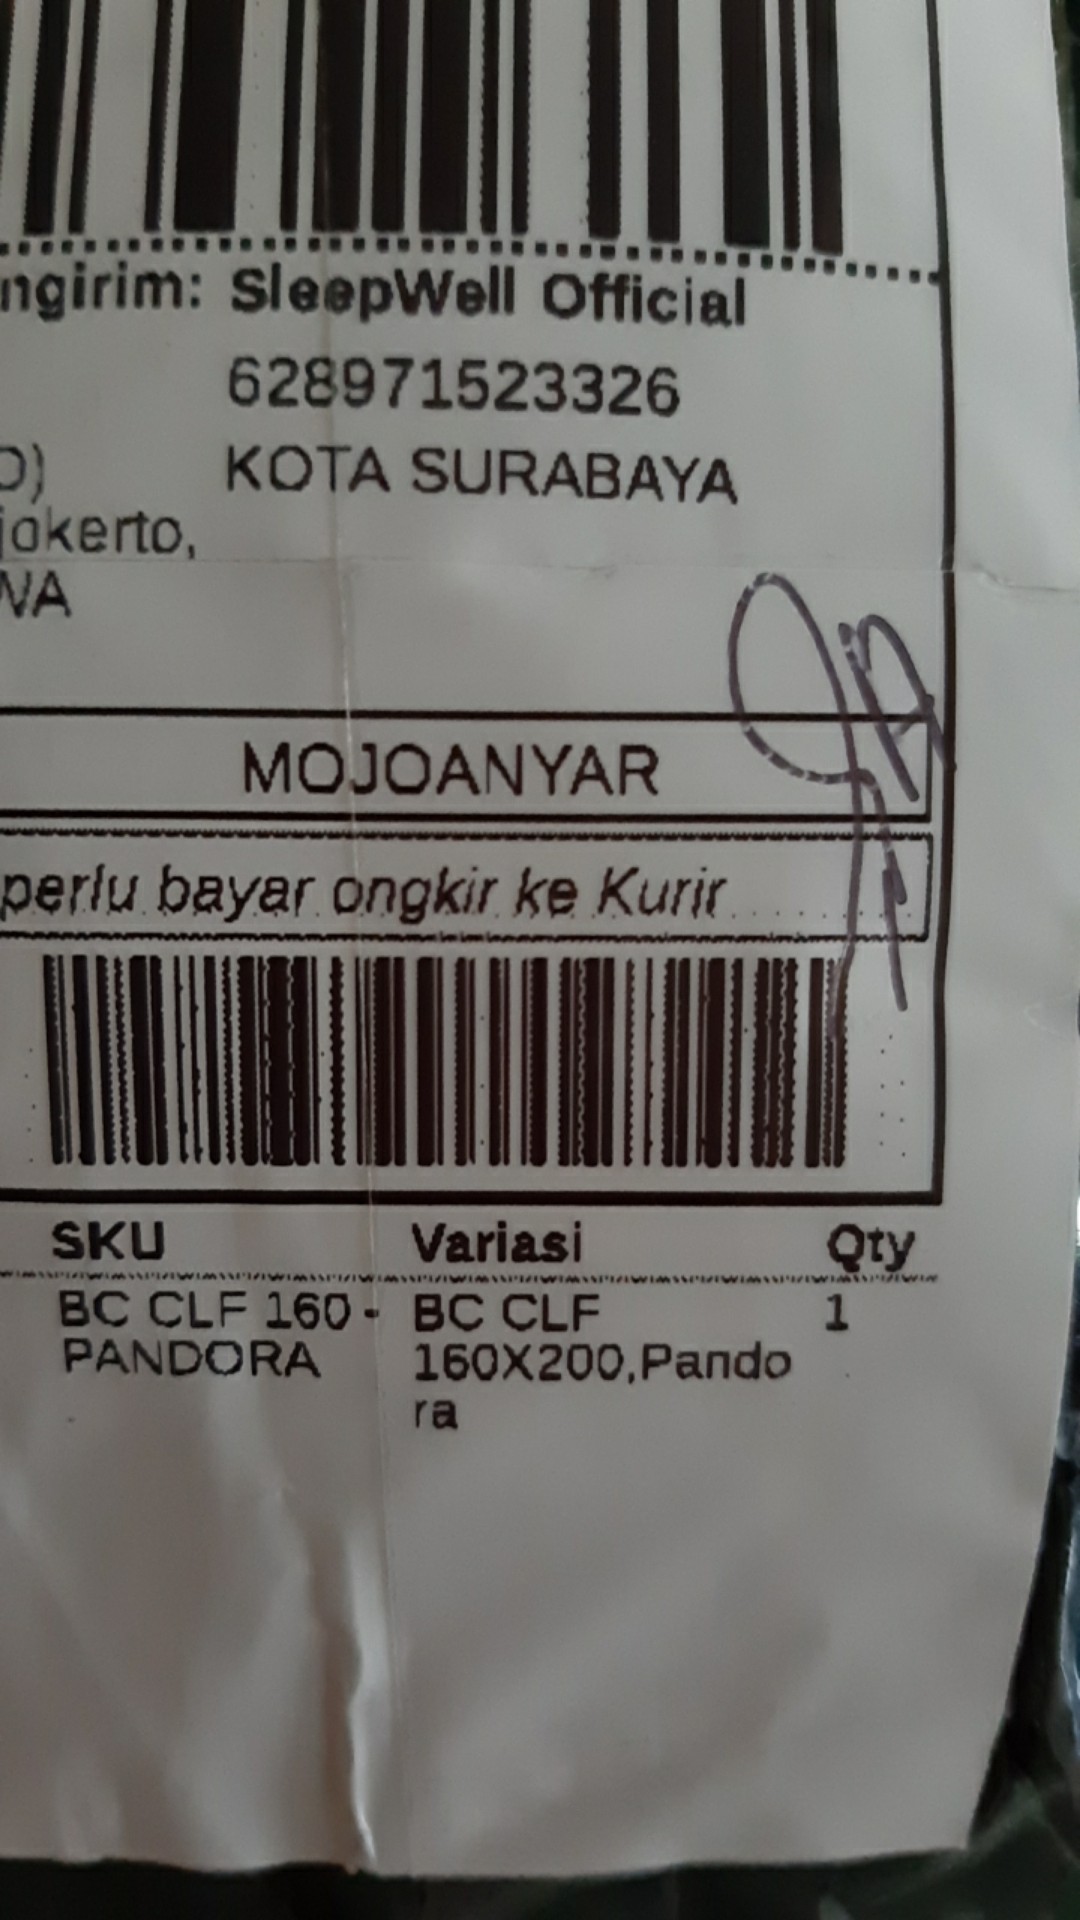 ngirim: SleepWell Official
628971523326
KOTA SURABAYA
jokerto,
MOJOANYAR
perlu bayar ongkir ke Kurir
SKU Variasi Qty
BC CLF 160 - BC CLF 1
PANDORA 160X200,Pando
ra